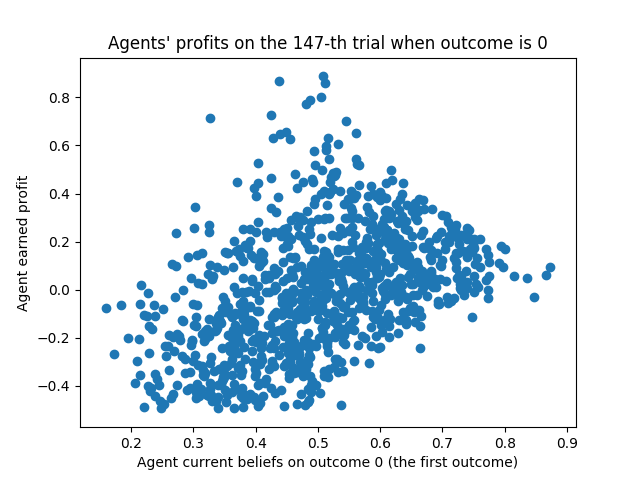 Agents' profits on the 147-th trial when outcome is 0
Agent earned profit
0.8
0.6
0.4
0.2
0.0
−0.2
−0.4
0.2 0.3 0.4 0.5 0.6 0.7 0.8 0.9
Agent current beliefs on outcome 0 (the first outcome)